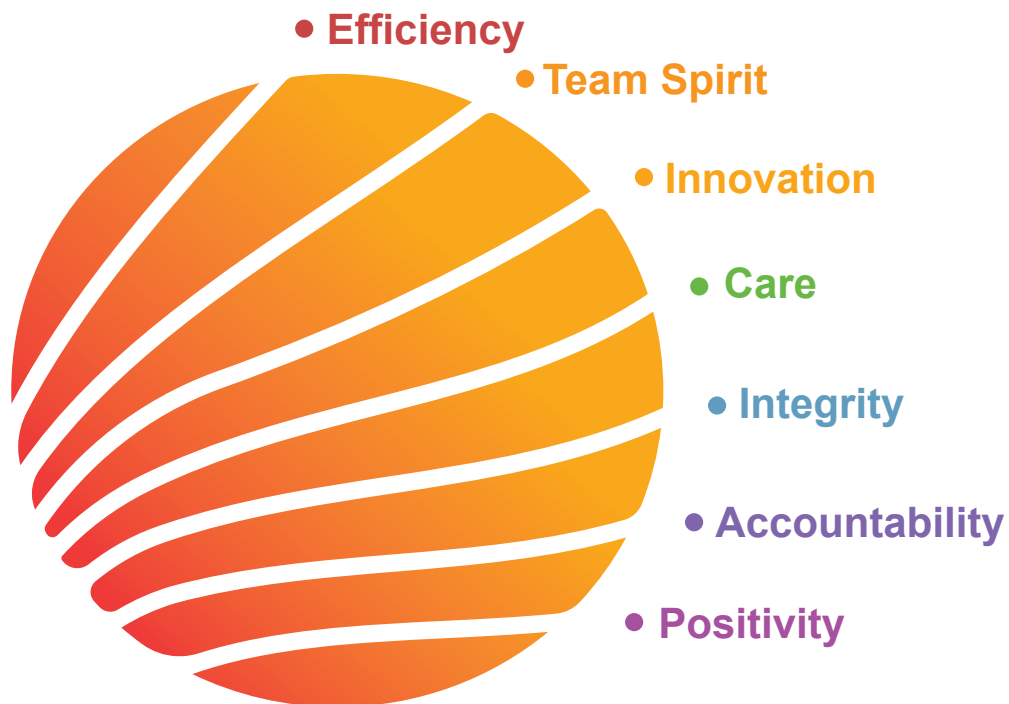 • Efficiency
• Team Spirit
• Innovation
• Care
• Integrity
• Accountability
• Positivity